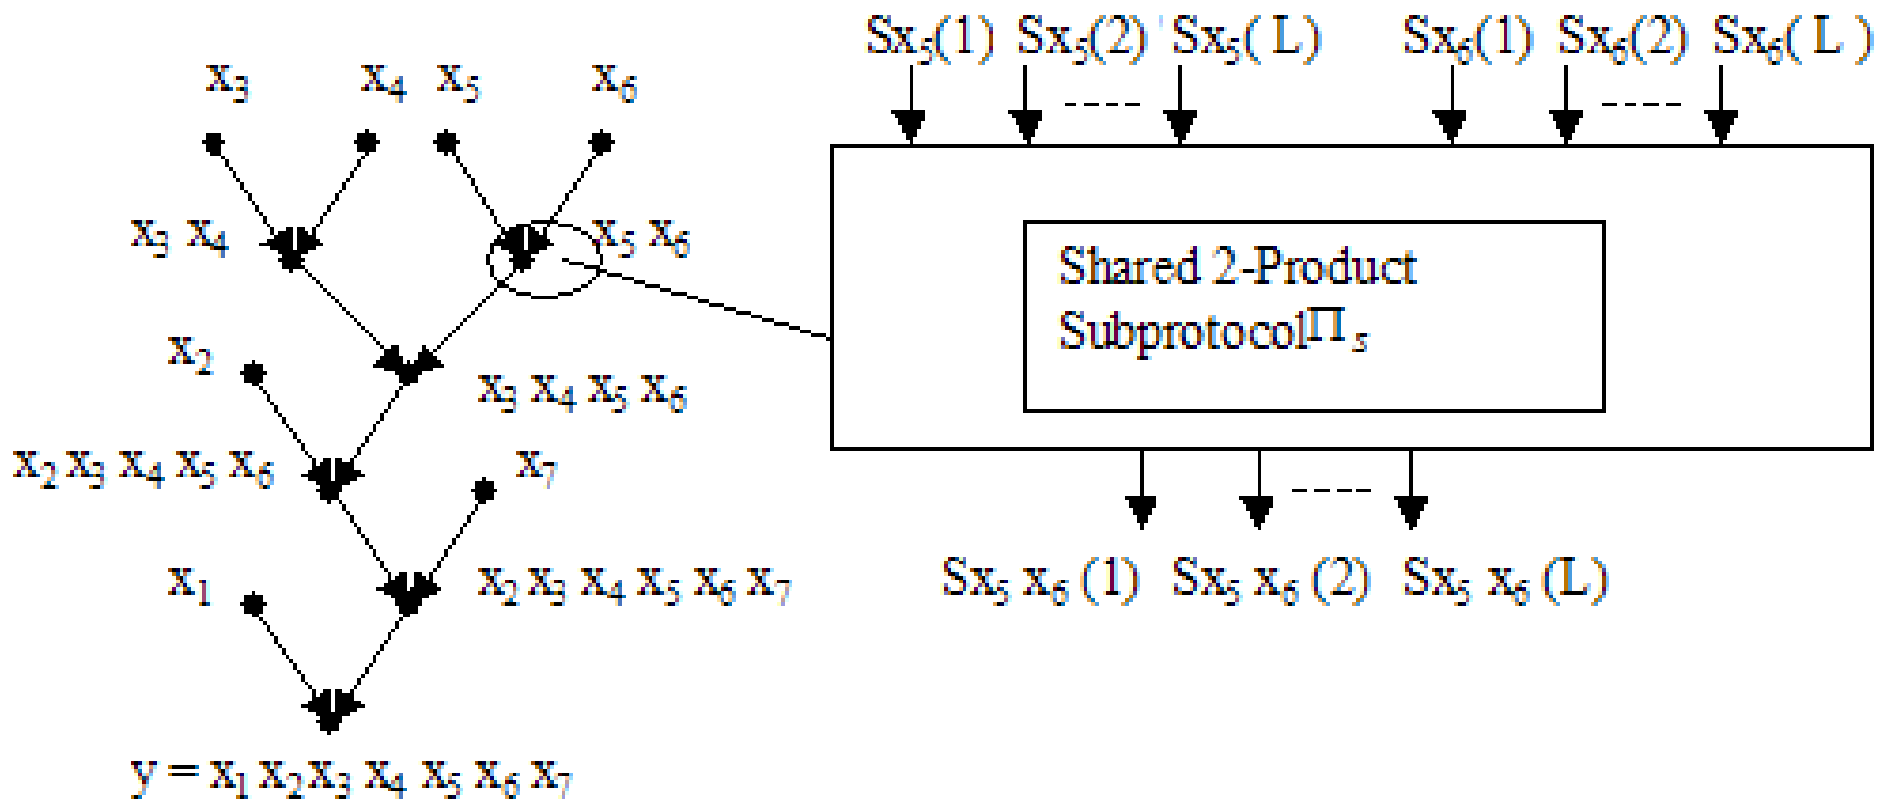 x3 x4 x5 x6
x3 x4
x5 x6
x2
x3 x4 x5 x6
x2 x3 x4 x5 x6
x7
x1
x2 x3 x4 x5 x6 x7
y = x1 x2 x3 x4 x5 x6 x7
Sx5(1) Sx5(2) Sx5( L) Sx6(1) Sx6(2) Sx6( L )
Shared 2-Product
Subprotocol Π s
Sx5 x6 (1) Sx5 x6 (2) Sx5 x6 (L)